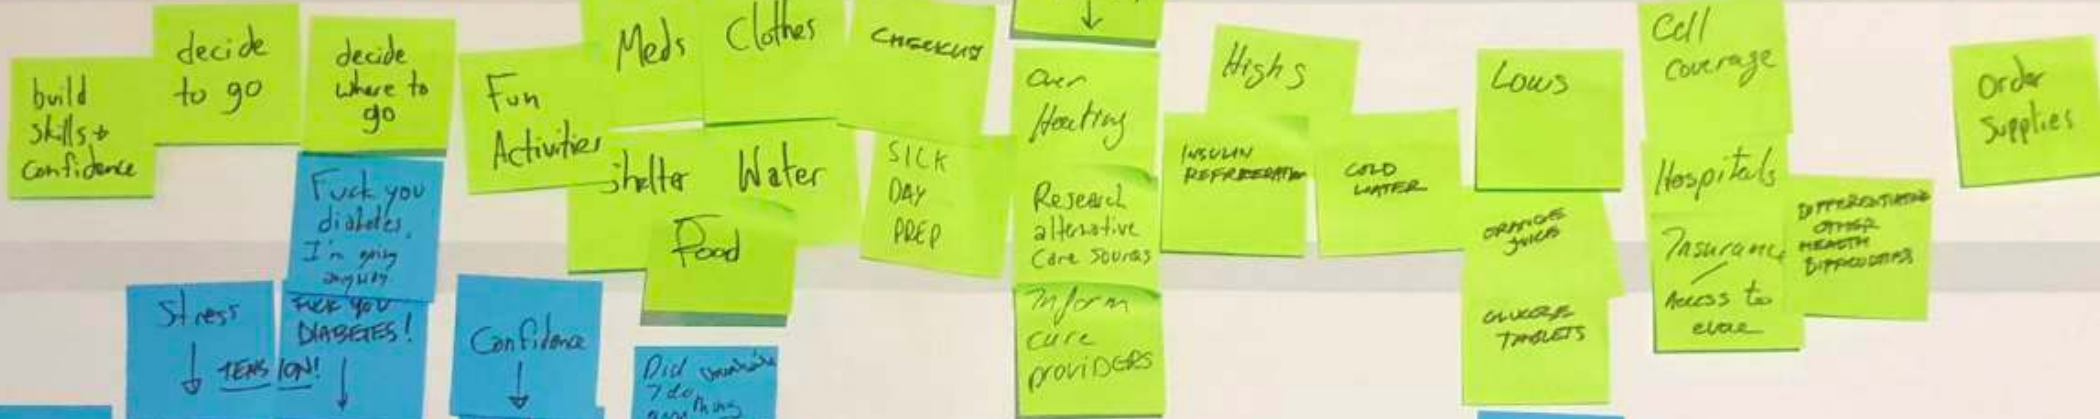 build
skills +
confidence
decide
to go
decide
where to
go
Fuck you
diabetes,
I'm going
anyway
Stress
TENSION!
FUCK YOU
DIABETES!
Fun
Activities
Confidence
Meds
Clothes
Shelter
Water
Food
Did
I do
anything
CHECKLIST
SICK
DAY
PREP
Over
Heating
Research
alternative
Care sources
Inform
care
PROVIDERS
Highs
INSULIN
REFRIGERATION
COLD
WATER
Lows
ORANGE
JUICE
GLUCOSE
TABLETS
Cell
Coverage
Hospitals
Insurance
Access to
DIFFERENTIATING
OTHER
HEALTH
DIFFICULTIES
Order
Supplies